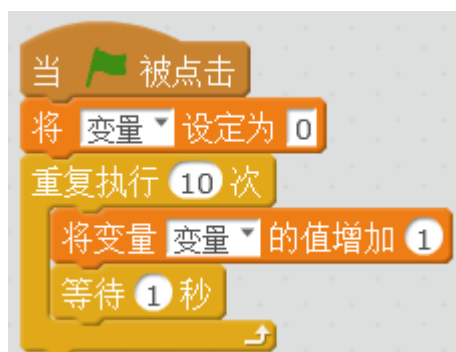 当 被点击
将 变量 设定为 0
重复执行 10 次
将变量 变量 的值增加 1
等待 1 秒